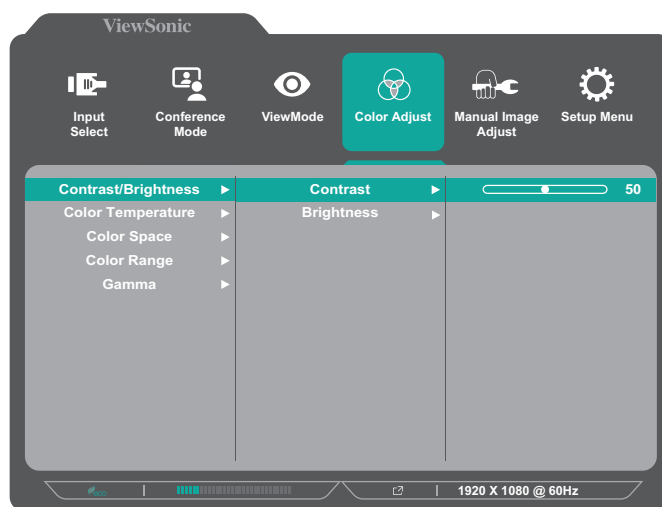 ViewSonic
Input Select
Conference Mode
ViewMode
Color Adjust
Manual Image Adjust
Setup Menu
Contrast/Brightness
Contrast
50
Color Temperature
Brightness
Color Space
Color Range
Gamma
eco
1920 X 1080 @ 60Hz